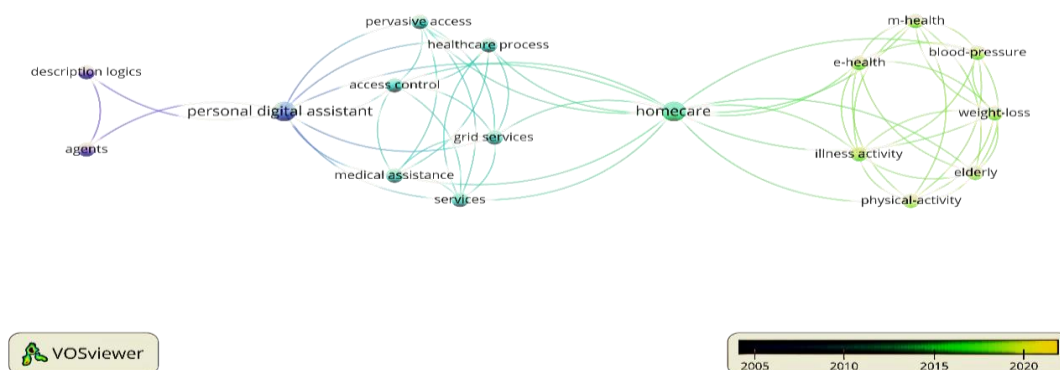 pervasive access
m-health
healthcare process
blood-pressure
e-health
description logics
access control
personal digital assistant
homecare
weight-loss
grid services
agents
illness activity
medical assistance
elderly
services
physical-activity
VOSviewer
2005 2010 2015 2020